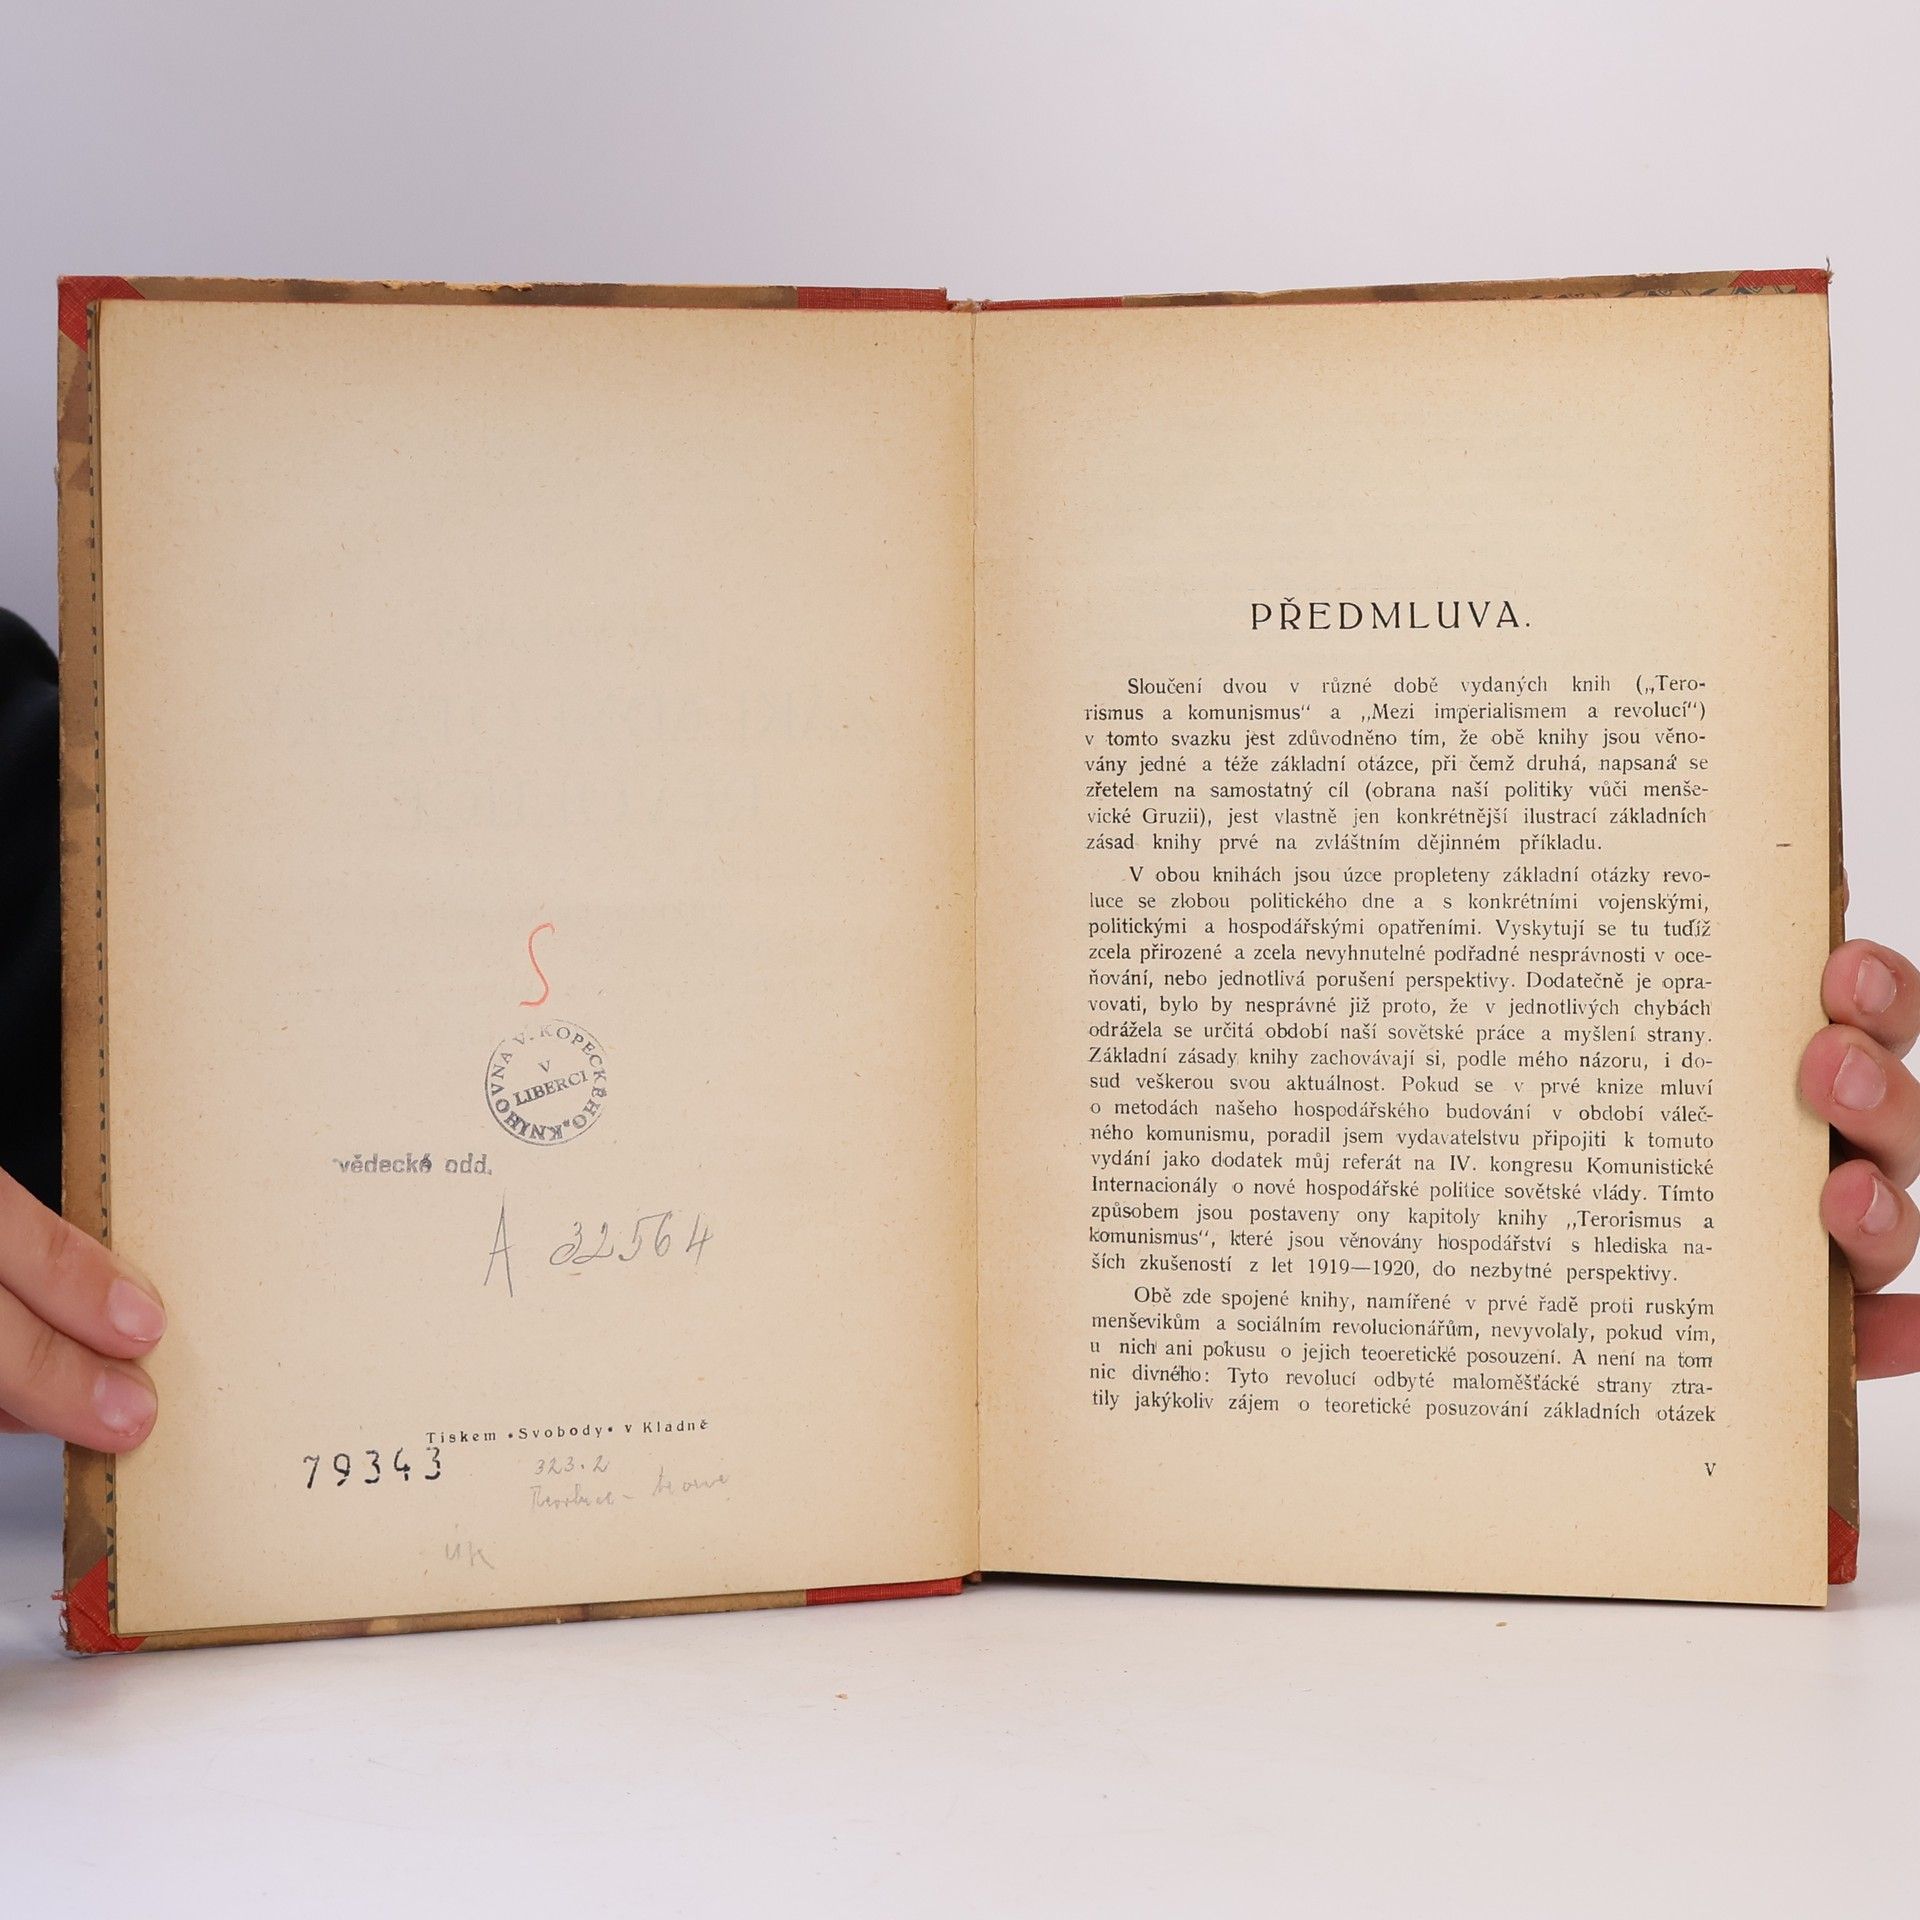 S
KNIHOVNA V. KOPECKÉHO
V
LIBERCI
vědecké odd.
A 32564
Tiskem •Svobody• v Kladně
79343
323.2
ÚK
PŘEDMLUVA.
Sloučení dvou v různé době vydaných knih („Tero-
rismus a komunismus“ a „Mezi imperialismem a revolucí“)
v tomto svazku jest zdůvodněno tím, že obě knihy jsou věno-
vány jedné a téže základní otázce, při čemž druhá, napsaná se
zřetelem na samostatný cíl (obrana naší politiky vůči menše-
vické Gruzii), jest vlastně jen konkrétnější ilustrací základních
zásad knihy prvé na zvláštním dějinném příkladu.
V obou knihách jsou úzce propleteny základní otázky revo-
luce se zlobou politického dne a s konkrétními vojenskými,
politickými a hospodářskými opatřeními. Vyskytují se tu tudíž
zcela přirozené a zcela nevyhnutelné podřadné nesprávnosti v oce-
ňování, nebo jednotlivá porušení perspektivy. Dodatečně je opra-
vovati, bylo by nesprávné již proto, že v jednotlivých chybách
odrážela se určitá období naší sovětské práce a myšlení strany.
Základní zásady knihy zachovávají si, podle mého názoru, i do-
sud veškerou svou aktuálnost. Pokud se v prvé knize mluví
o metodách našeho hospodářského budování v období váleč-
ného komunismu, poradil jsem vydavatelstvu připojiti k tomuto
vydání jako dodatek můj referát na IV. kongresu Komunistické
Internacionály o nové hospodářské politice sovětské vlády. Tímto
způsobem jsou postaveny ony kapitoly knihy „Terorismus a
komunismus“, které jsou věnovány hospodářství s hlediska na-
ších zkušeností z let 1919—1920, do nezbytné perspektivy.
Obě zde spojené knihy, namířené v prvé řadě proti ruským
menševikům a sociálním revolucionářům, nevyvolaly, pokud vím,
u nich ani pokusu o jejich teoeretické posouzení. A není na tom
nic divného: Tyto revolucí odbyté maloměšťácké strany ztra-
tily jakýkoliv zájem o teoretické posuzování základních otázek
V